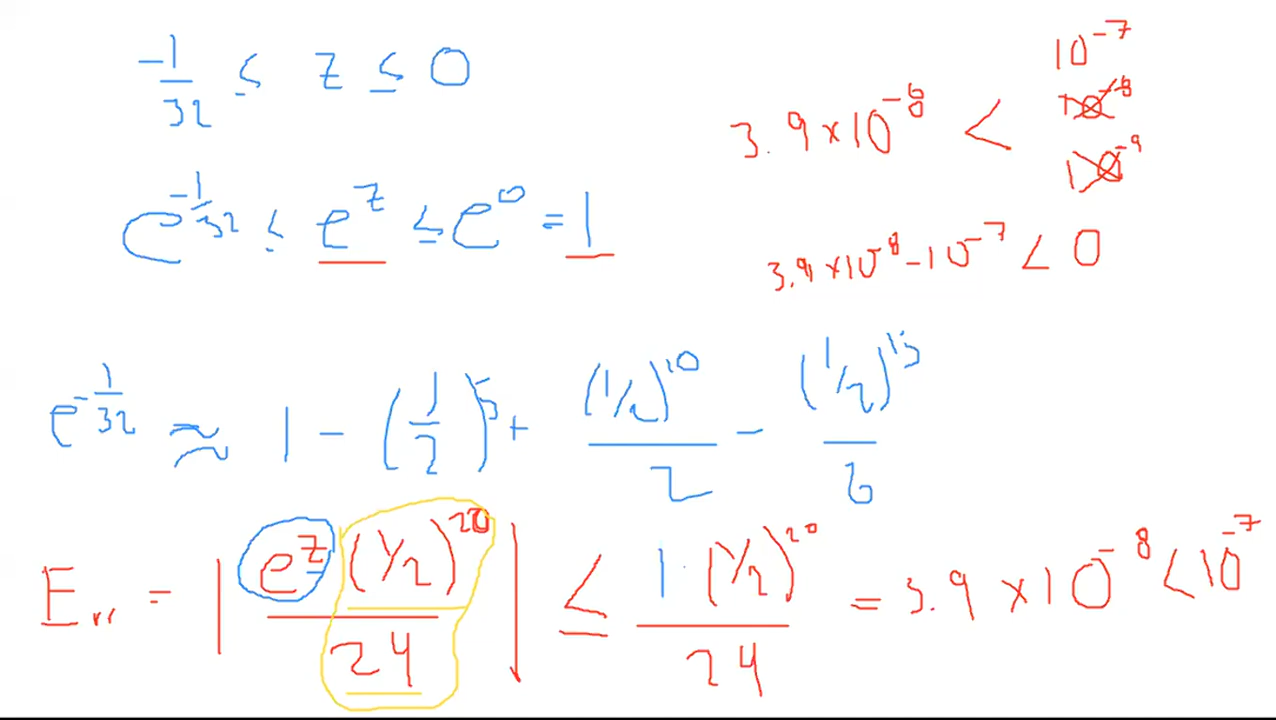 -1/32 ≤ z ≤ 0
10^-7
10^-8
3.9 × 10^-8 <
10^-9
e^(-1/32) ≤ e^z ≤ e^0 = 1
3.9 × 10^-8 - 10^-7 < 0
e^(-1/32) ≈ 1 - (1/2)^5 + (1/2)^10/2 - (1/2)^15/6
Err = |e^z (1/2)^20/24| ≤ 1·(1/2)^20/24 = 3.9 × 10^-8 < 10^-7